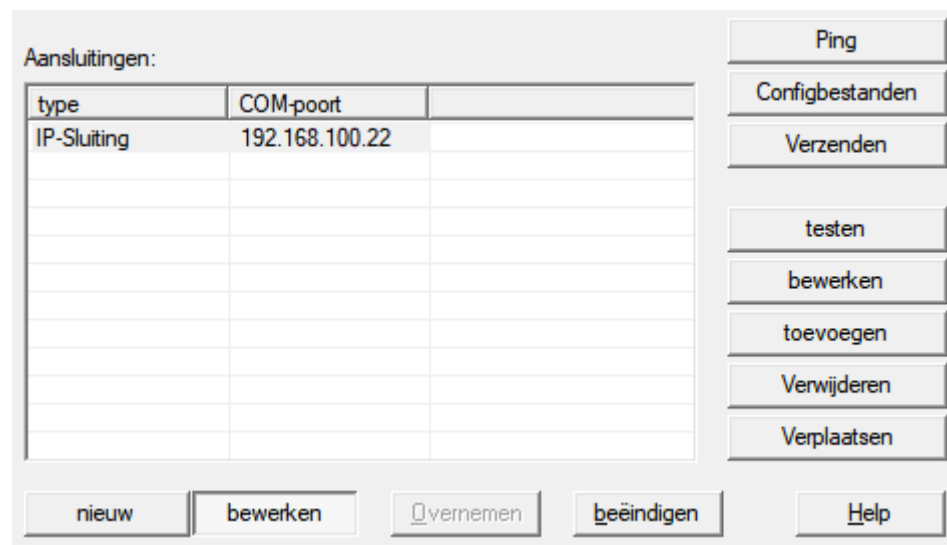 Aansluitingen:
type COM-poort
IP-Sluiting 192.168.100.22
Ping
Configbestanden
Verzenden
testen
bewerken
toevoegen
Verwijderen
Verplaatsen
nieuw bewerken Overnemen beëindigen Help